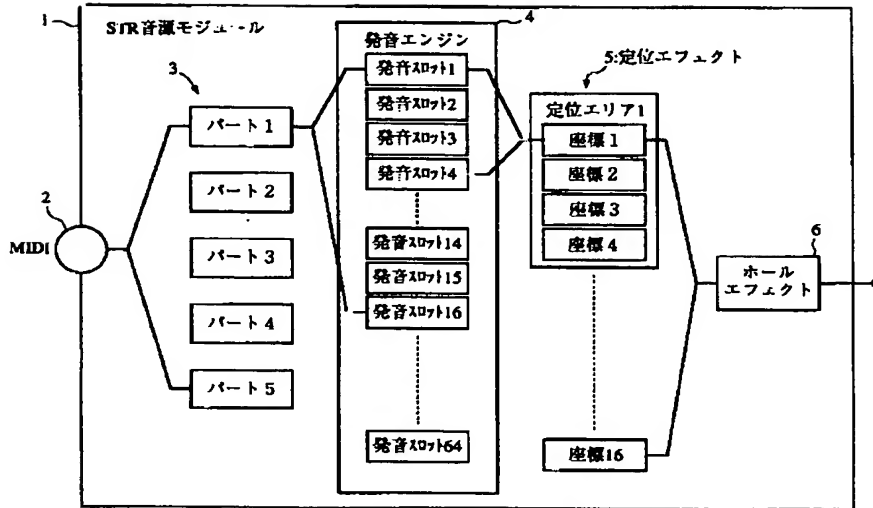 1
STR音源モジュール
4
発音エンジン
3
5:定位エフェクト
発音スロット1
発音スロット2
発音スロット3
発音スロット4
発音スロット14
発音スロット15
発音スロット16
発音スロット64
パート1
パート2
パート3
パート4
パート5
2
MIDI
定位エリア1
座標1
座標2
座標3
座標4
座標16
6
ホール
エフェクト